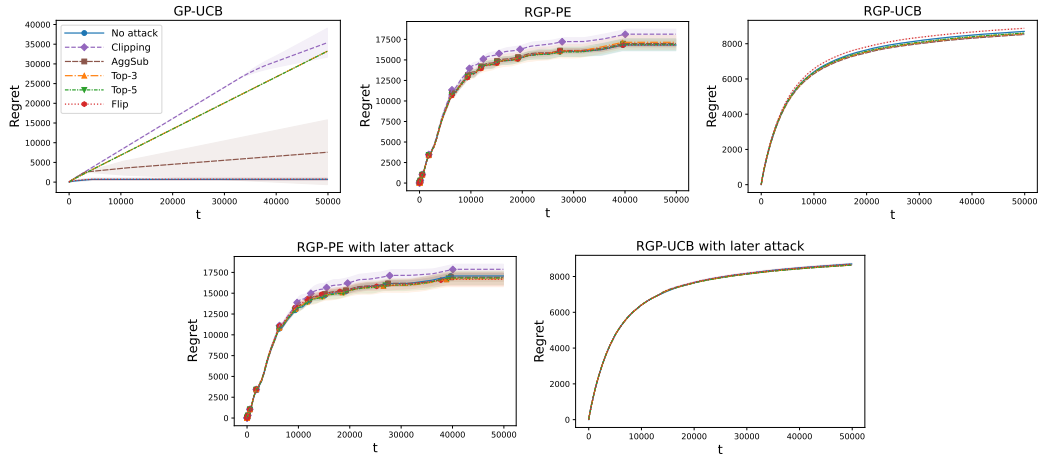 GP-UCB
Regret
40000
35000
30000
25000
20000
15000
10000
5000
0
No attack
Clipping
AggSub
Top-3
Top-5
Flip
0 10000 20000 30000 40000 50000
t
RGP-PE
Regret
17500
15000
12500
10000
7500
5000
2500
0
0 10000 20000 30000 40000 50000
t
RGP-UCB
Regret
8000
6000
4000
2000
0
0 10000 20000 30000 40000 50000
t
RGP-PE with later attack
Regret
17500
15000
12500
10000
7500
5000
2500
0
0 10000 20000 30000 40000 50000
t
RGP-UCB with later attack
Regret
8000
6000
4000
2000
0
0 10000 20000 30000 40000 50000
t